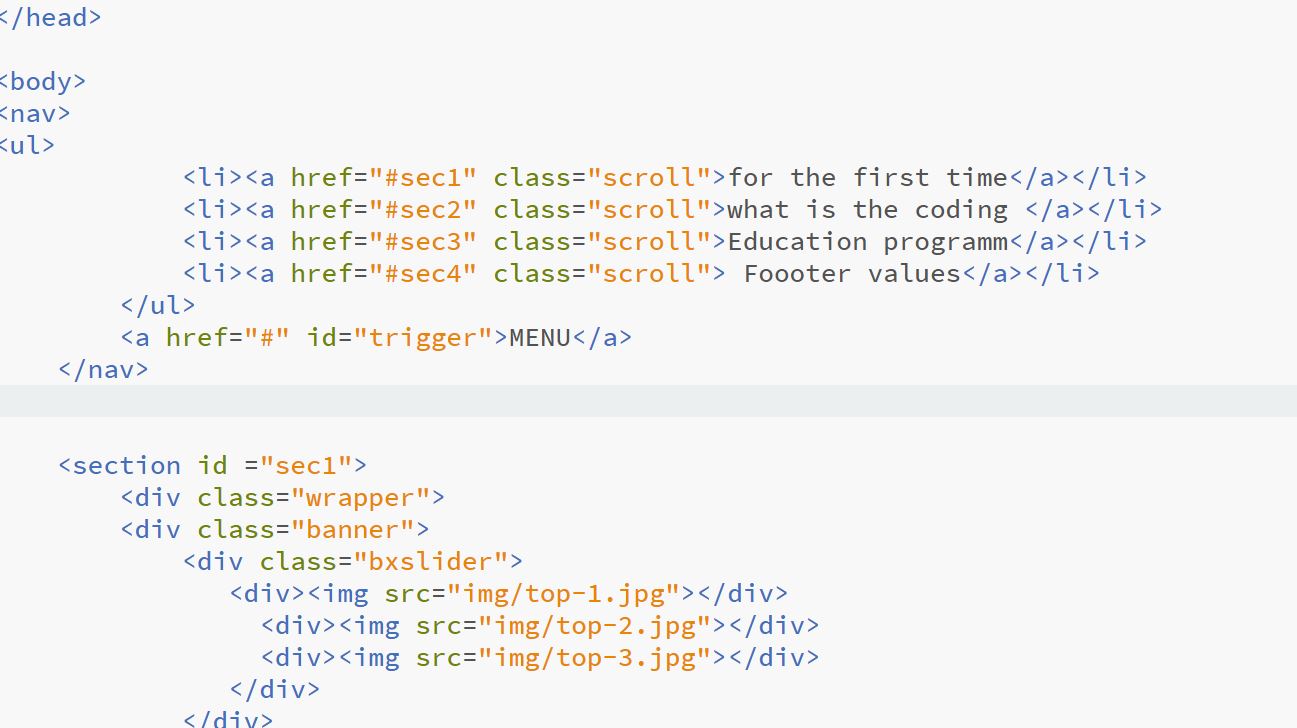 </head>
<body>
<nav>
<ul>
<li><a href="#sec1" class="scroll">for the first time</a></li>
<li><a href="#sec2" class="scroll">what is the coding </a></li>
<li><a href="#sec3" class="scroll">Education programm</a></li>
<li><a href="#sec4" class="scroll"> Foooter values</a></li>
</ul>
<a href="#" id="trigger">MENU</a>
</nav>
<section id ="sec1">
<div class="wrapper">
<div class="banner">
<div class="bxslider">
<div><img src="img/top-1.jpg"></div>
<div><img src="img/top-2.jpg"></div>
<div><img src="img/top-3.jpg"></div>
</div>
</div>